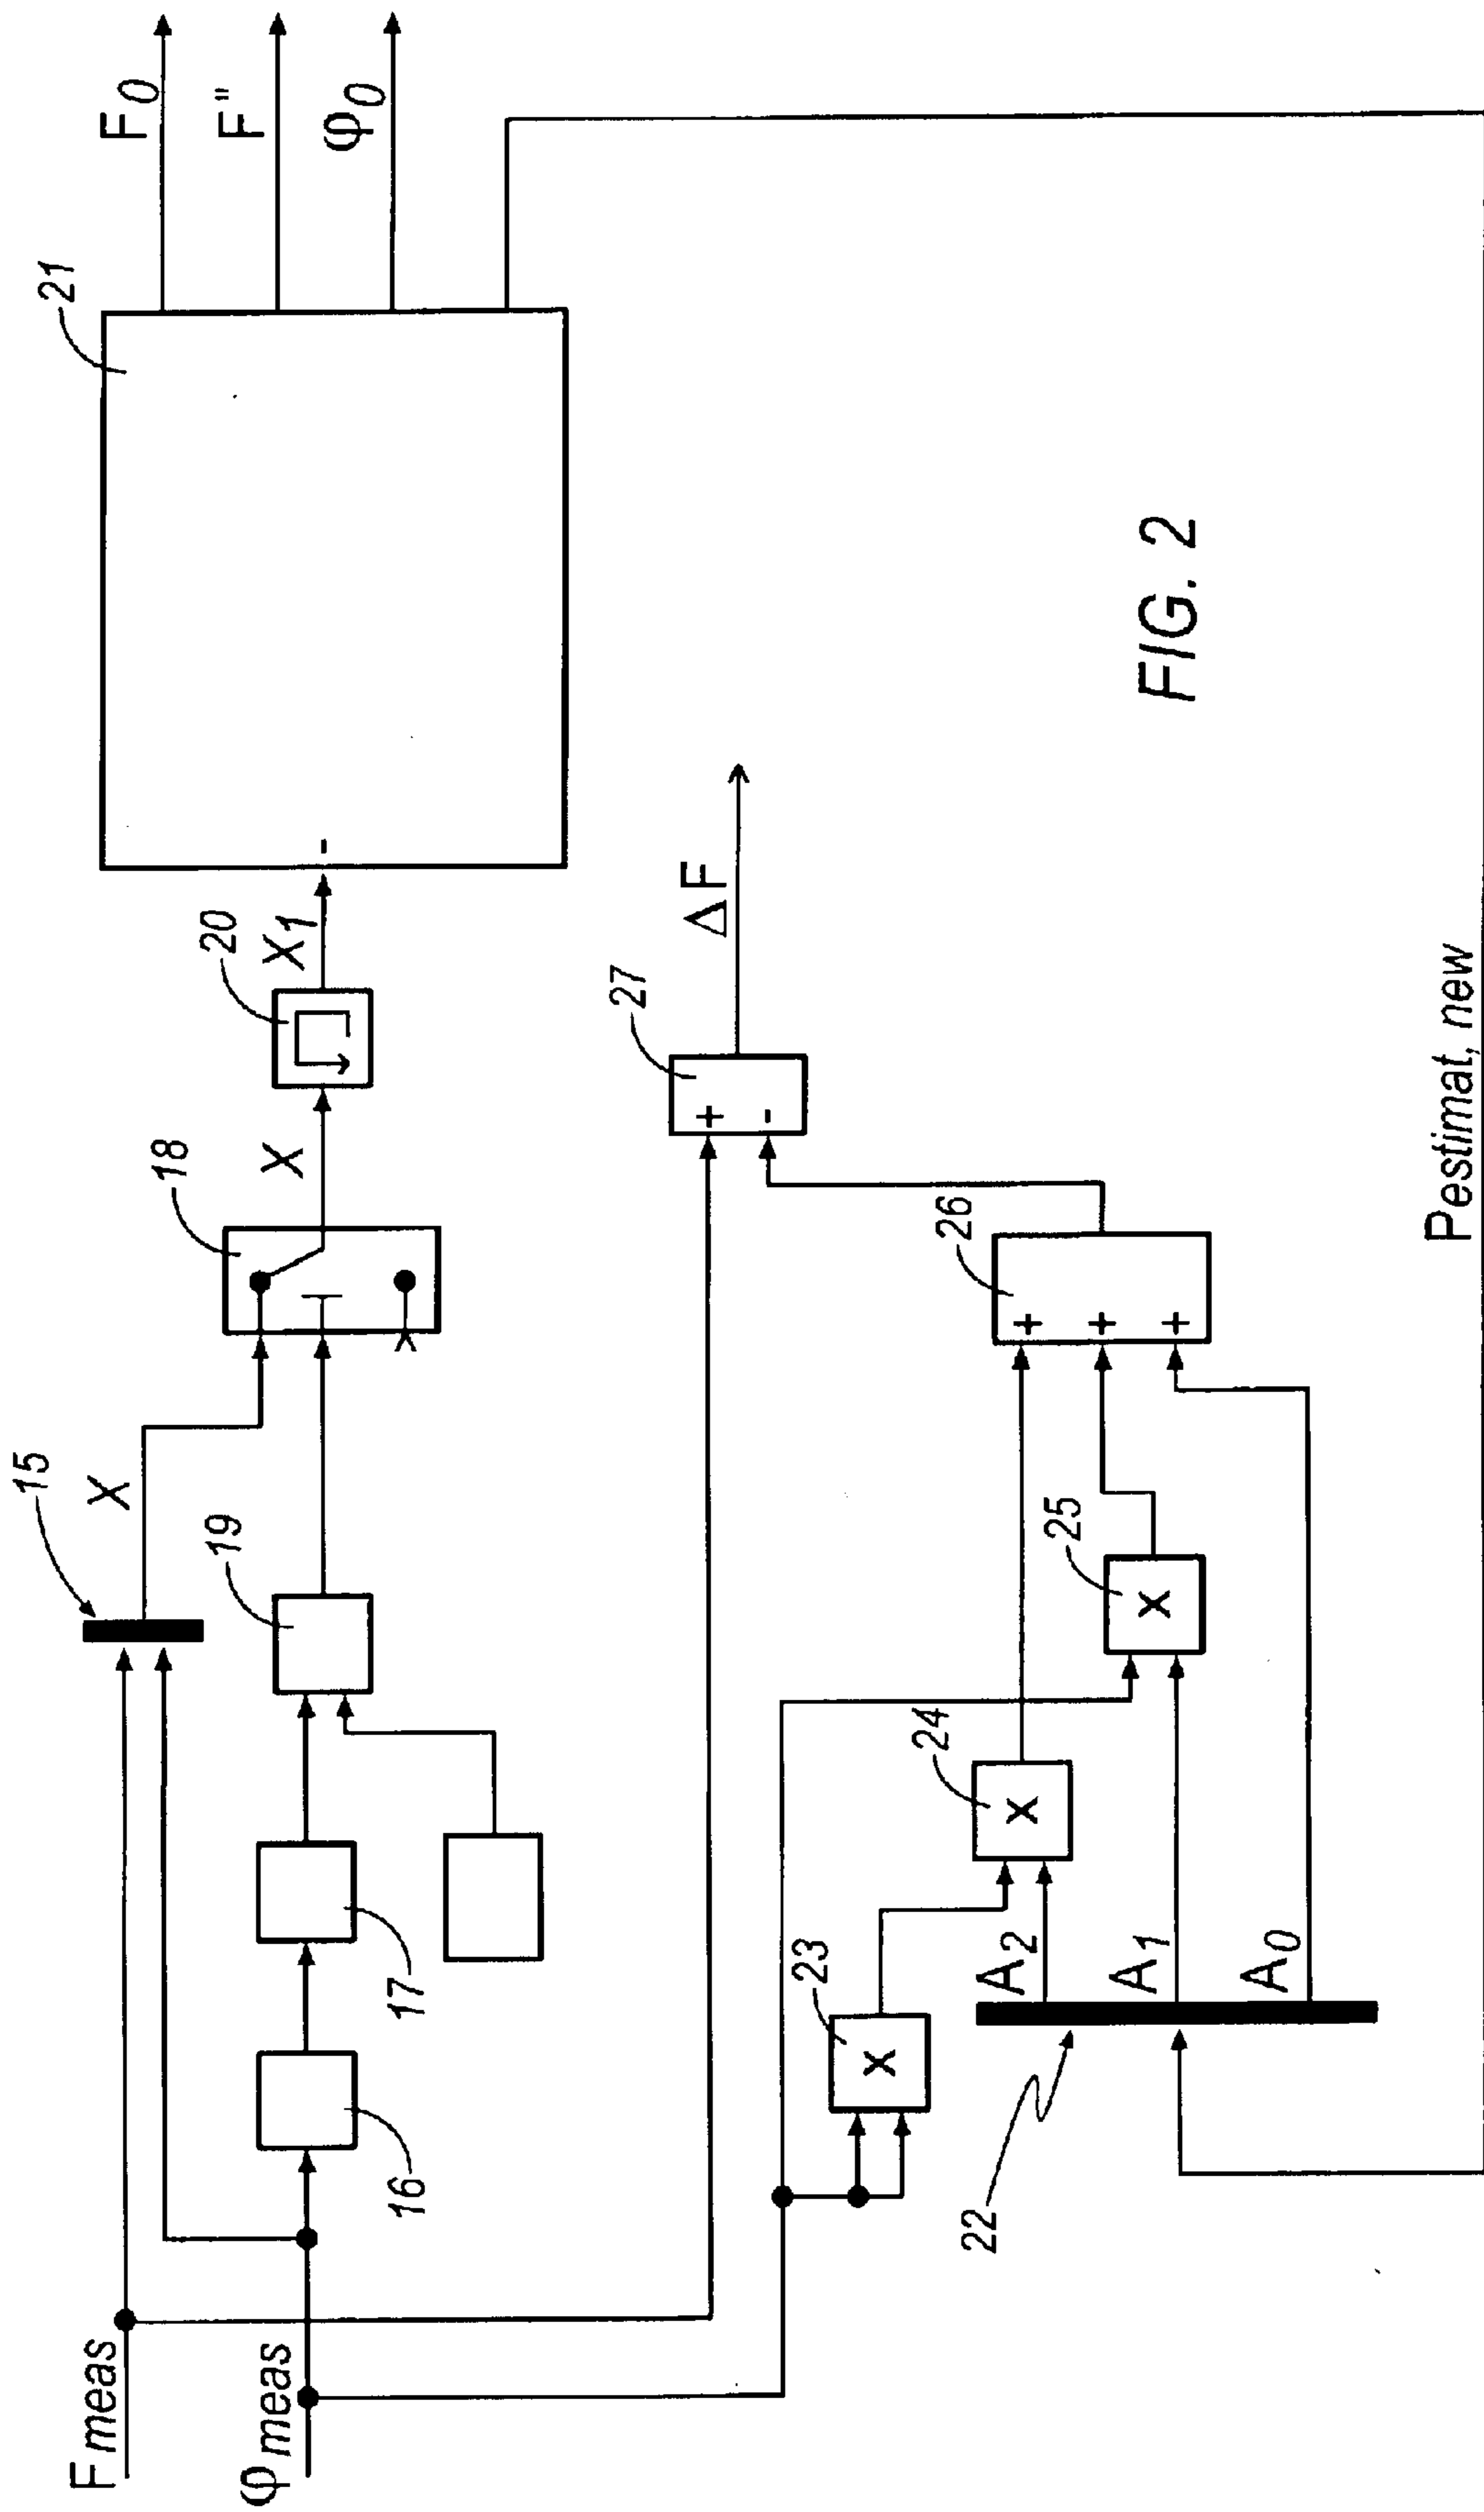 F0
F"
φ0
21
-
X1
20
X
18
15
X
19
17
16
Fmeas
φmeas
ΔF
27
+
-
26
+
+
+
25
x
24
x
23
x
A2
A1
A0
22
Pestimat, new
FIG. 2